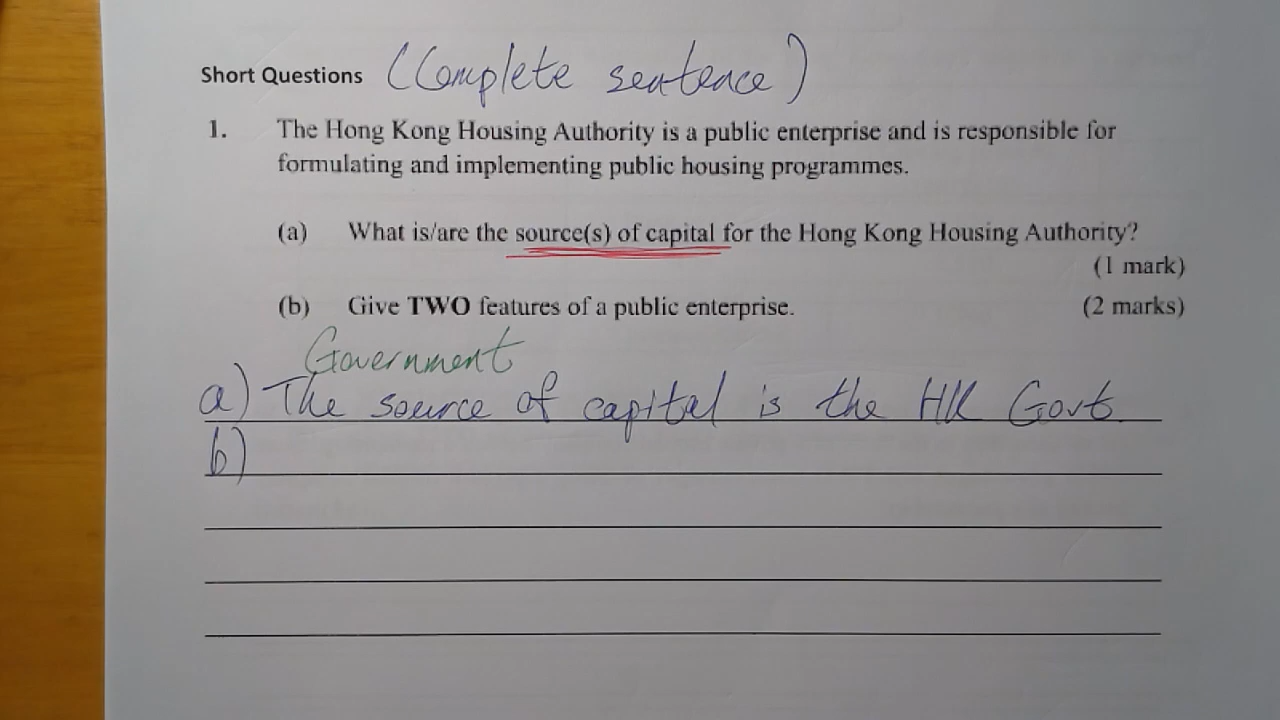 Short Questions (Complete sentence)
1. The Hong Kong Housing Authority is a public enterprise and is responsible for
formulating and implementing public housing programmes.
(a) What is/are the source(s) of capital for the Hong Kong Housing Authority?
(1 mark)
(b) Give TWO features of a public enterprise. (2 marks)
Government
a) The source of capital is the HK Govt.
b)